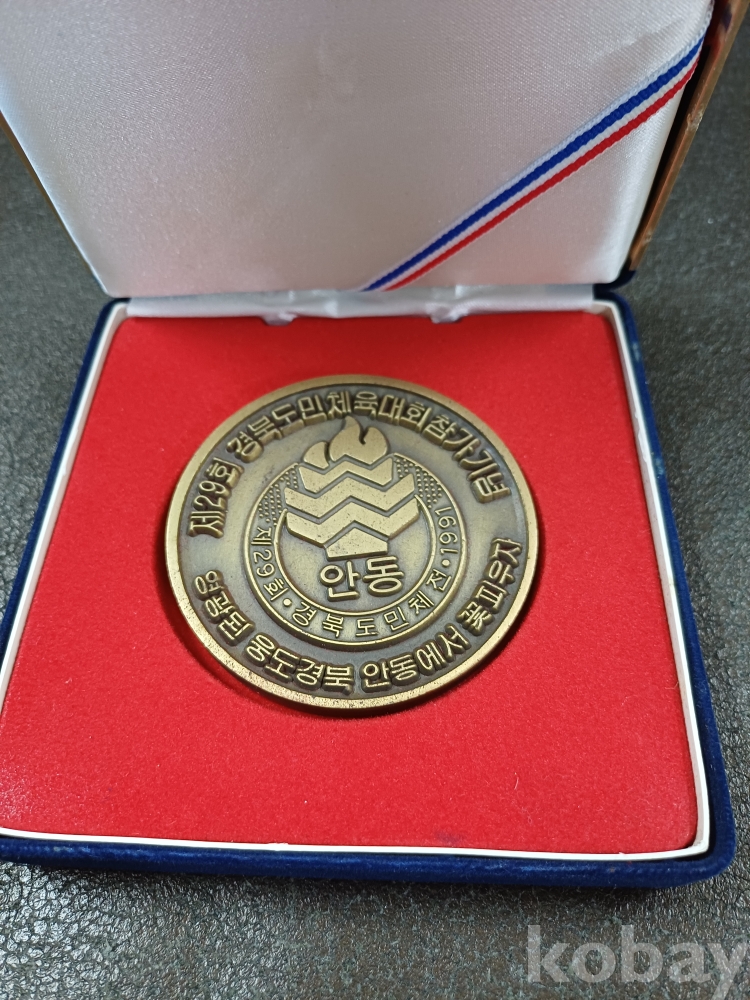 제29회 경북도민체육대회참가기념
안동
제29회·경북도민체전·1991
영광된 웅도경북 안동에서 꽃피우자
kobay